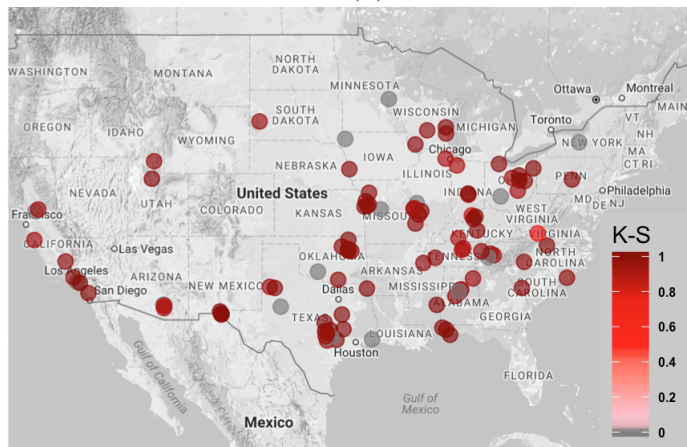 NORTH
DAKOTA
WASHINGTON
MONTANA
MINNESOTA
Ottawa
Montreal
MAIN
SOUTH
DAKOTA
WISCONSIN
Toronto
VT
OREGON
IDAHO
WYOMING
MICHIGAN
NH
NEW YORK
Chicago
MA
NEBRASKA
IOWA
CT RI
ILLINOIS
PENN
NEVADA
United States
INDIANA
Philadelphia
UTAH
COLORADO
KANSAS
MISSOURI
WEST
VIRGINIA
MD
DE
NJ
KENTUCKY
VIRGINIA
CALIFORNIA
Las Vegas
OKLAHOMA
TENNESSEE
NORTH
CAROLINA
Los Angeles
ARIZONA
NEW MEXICO
ARKANSAS
San Diego
Dallas
MISSISSIPPI
SOUTH
CAROLINA
ALABAMA
TEXAS
GEORGIA
LOUISIANA
Houston
Gulf of California
FLORIDA
Gulf of
Mexico
Mexico
K-S
1
0.8
0.6
0.4
0.2
0